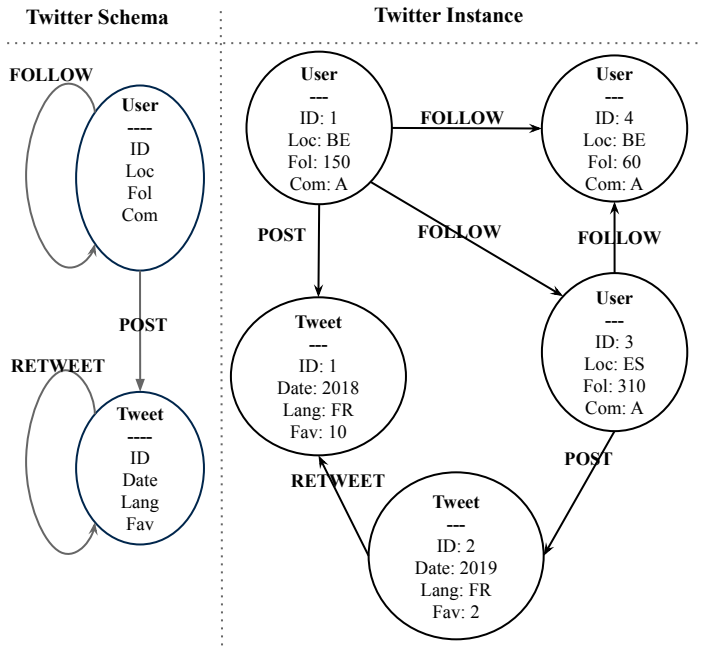 Twitter Schema
Twitter Instance
FOLLOW
User
----
ID
Loc
Fol
Com
POST
RETWEET
Tweet
----
ID
Date
Lang
Fav
User
---
ID: 1
Loc: BE
Fol: 150
Com: A
FOLLOW
User
---
ID: 4
Loc: BE
Fol: 60
Com: A
POST
FOLLOW
FOLLOW
Tweet
---
ID: 1
Date: 2018
Lang: FR
Fav: 10
User
---
ID: 3
Loc: ES
Fol: 310
Com: A
RETWEET
POST
Tweet
---
ID: 2
Date: 2019
Lang: FR
Fav: 2